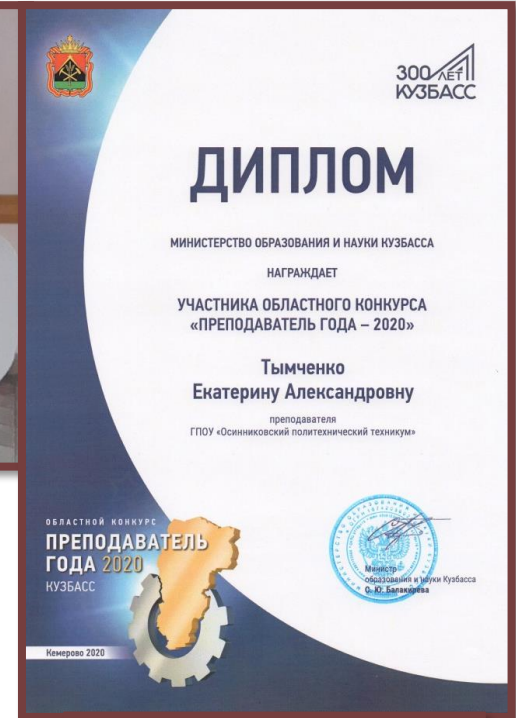 300 ЛЕТ
КУЗБАСС
ДИПЛОМ
МИНИСТЕРСТВО ОБРАЗОВАНИЯ И НАУКИ КУЗБАССА
НАГРАЖДАЕТ
УЧАСТНИКА ОБЛАСТНОГО КОНКУРСА
«ПРЕПОДАВАТЕЛЬ ГОДА – 2020»
Тымченко
Екатерину Александровну
преподавателя
ГПОУ «Осинниковский политехнический техникум»
ОБЛАСТНОЙ КОНКУРС
ПРЕПОДАВАТЕЛЬ
ГОДА 2020
КУЗБАСС
Министр
образования и науки Кузбасса
О. Ю. Балакирева
Кемерово 2020